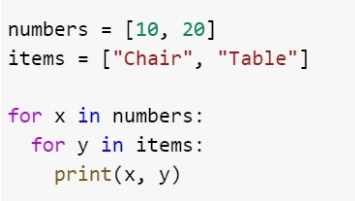 numbers = [10, 20]
items = ["Chair", "Table"]

for x in numbers:
  for y in items:
    print(x, y)